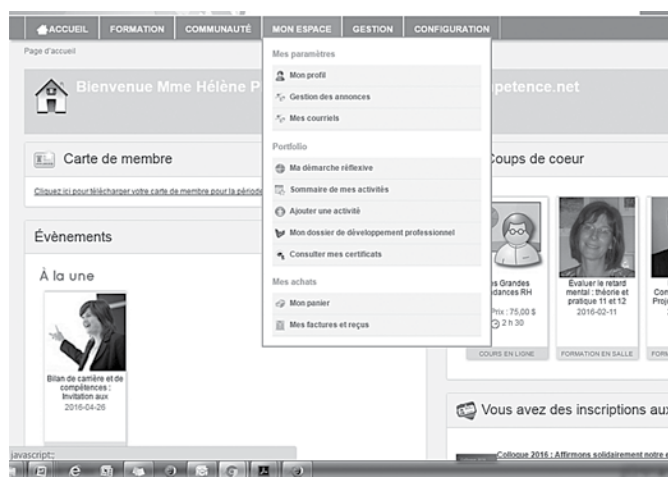 ACCUEIL FORMATION COMMUNAUTÉ MON ESPACE GESTION CONFIGURATION
Page d'accueil
Bienvenue Mme Hélène P
petence.net
Mes paramètres
Mon profil
Gestion des annonces
Mes courriels
Portfolio
Ma démarche réflexive
Sommaire de mes activités
Ajouter une activité
Mon dossier de développement professionnel
Consulter mes certificats
Mes achats
Mon panier
Mes factures et reçus
Carte de membre
Cliquez ici pour télécharger votre carte de membre pour la période
Évènements
À la une
Bilan de carrière et de
compétences :
Invitation aux
2016-04-26
Coups de coeur
s Grandes
dances RH
Prix : 75,00 $
2 h 30
COURS EN LIGNE
Évaluer le retard
mental : théorie et
pratique 11 et 12
2016-02-11
FORMATION EN SALLE
Con
Proj
FORM
Vous avez des inscriptions au
Colloque 2016 : Affirmons solidairement notre e
javascript:;